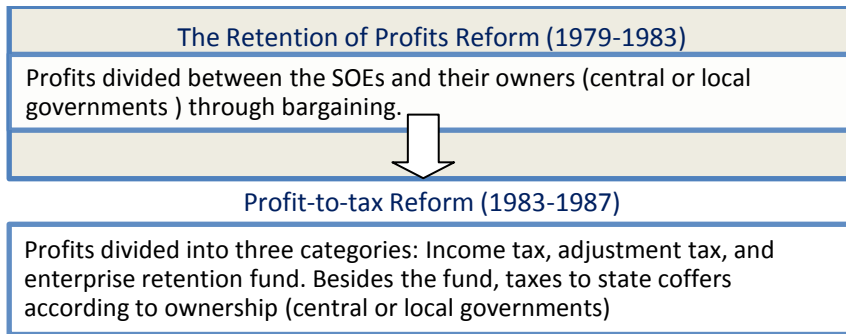 The Retention of Profits Reform (1979-1983)
Profits divided between the SOEs and their owners (central or local
governments ) through bargaining.
Profit-to-tax Reform (1983-1987)
Profits divided into three categories: Income tax, adjustment tax, and
enterprise retention fund. Besides the fund, taxes to state coffers
according to ownership (central or local governments)